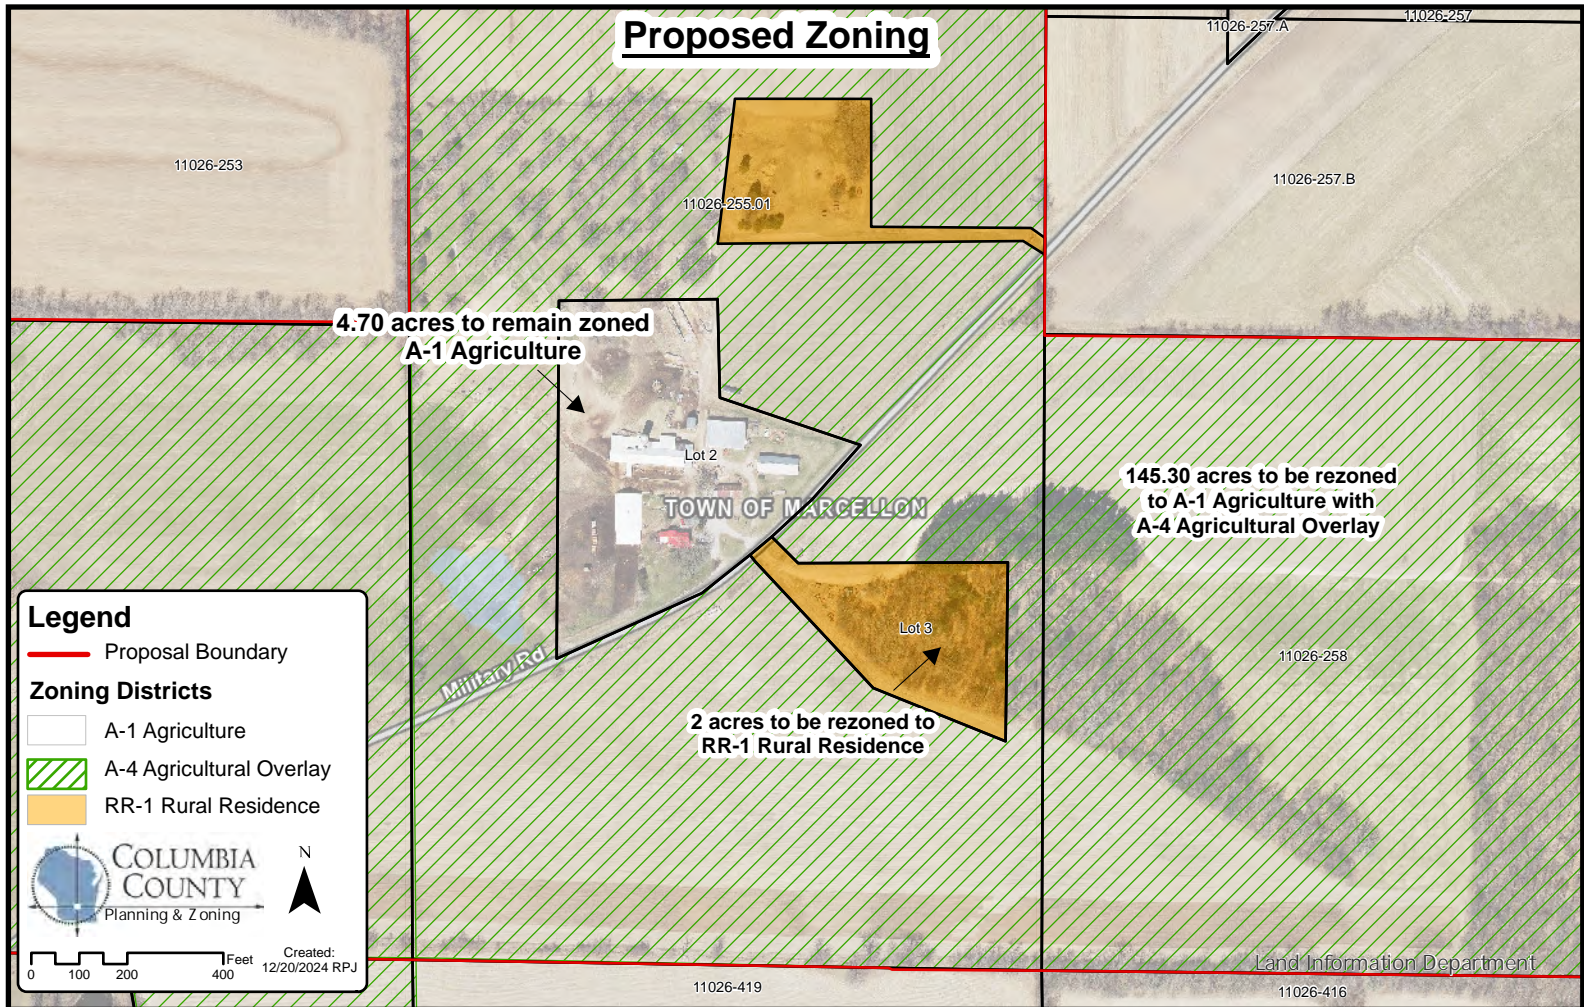 Proposed Zoning
11026-257.A
11026-257
11026-253
11026-257.B
11026-255.01
4.70 acres to remain zoned
A-1 Agriculture
Lot 2
TOWN OF MARCELLON
145.30 acres to be rezoned
to A-1 Agriculture with
A-4 Agricultural Overlay
Lot 3
11026-258
Military Rd
2 acres to be rezoned to
RR-1 Rural Residence
Legend
Proposal Boundary
Zoning Districts
A-1 Agriculture
A-4 Agricultural Overlay
RR-1 Rural Residence
COLUMBIA
COUNTY
Planning & Zoning
N
Feet
0 100 200 400
Created:
12/20/2024 RPJ
Land Information Department
11026-419
11026-416